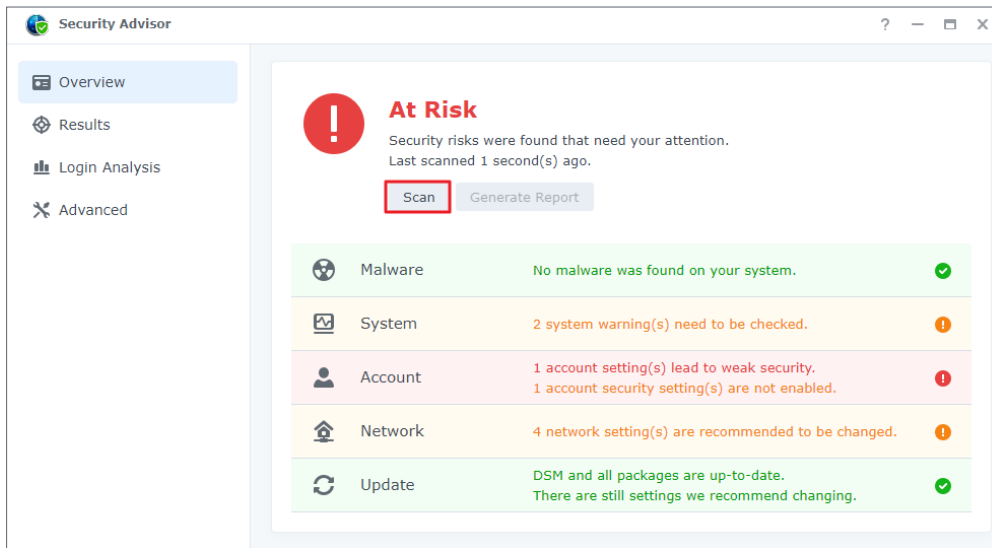 Security Advisor
Overview
Results
Login Analysis
Advanced
At Risk
Security risks were found that need your attention.
Last scanned 1 second(s) ago.
Scan Generate Report
Malware No malware was found on your system.
System 2 system warning(s) need to be checked.
Account 1 account setting(s) lead to weak security.
1 account security setting(s) are not enabled.
Network 4 network setting(s) are recommended to be changed.
Update DSM and all packages are up-to-date.
There are still settings we recommend changing.